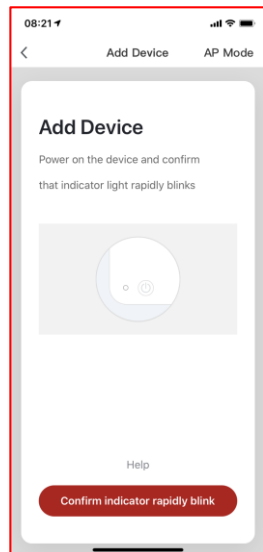 08:21
Add Device AP Mode
Add Device
Power on the device and confirm
that indicator light rapidly blinks
Help
Confirm indicator rapidly blink